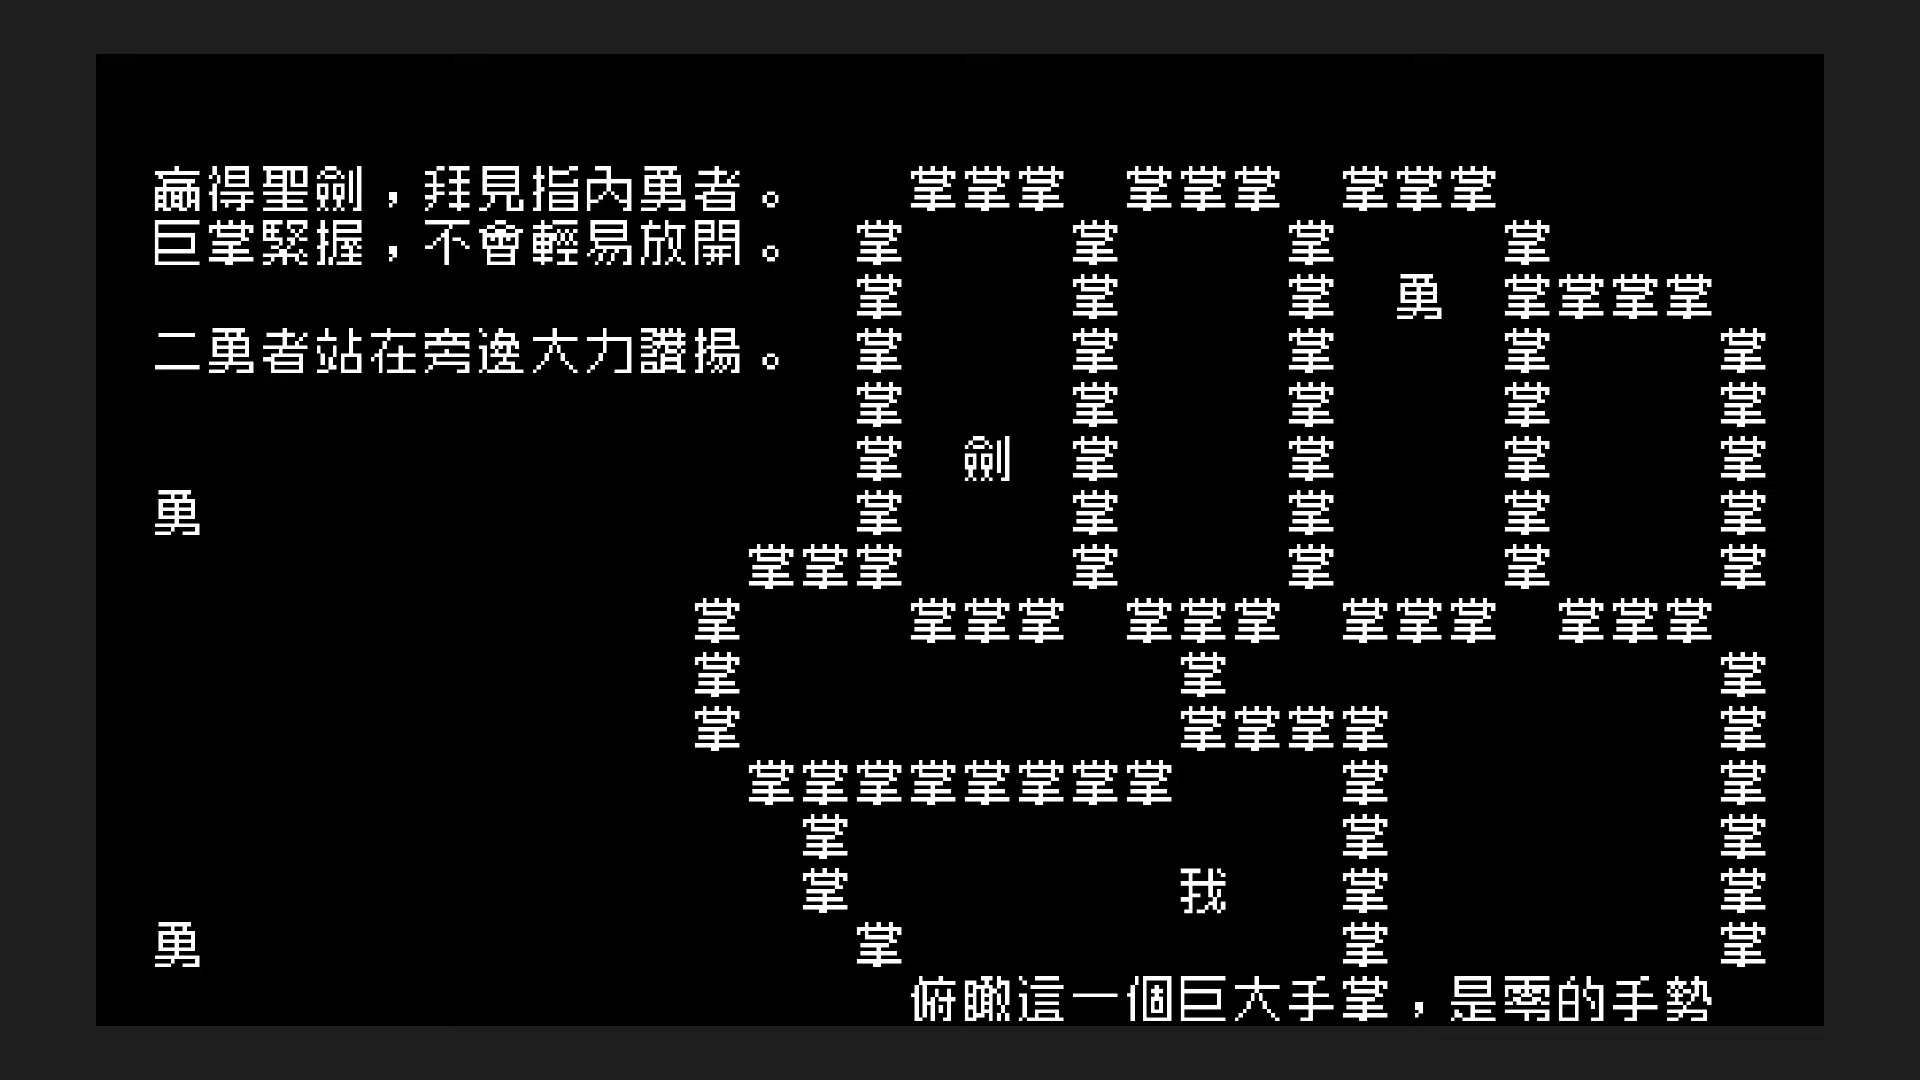 贏得聖劍，拜見指內勇者。 掌掌掌 掌掌掌 掌掌掌
巨掌緊握，不會輕易放開。 掌 掌 掌 掌
掌 掌 掌 勇 掌掌掌掌
二勇者站在旁邊大力讚揚。 掌 掌 掌 掌 掌
掌 掌 掌 掌 掌
掌 劍 掌 掌 掌 掌
勇 掌 掌 掌 掌 掌
掌掌掌 掌 掌 掌 掌
掌 掌掌掌 掌掌掌 掌掌掌 掌掌掌
掌 掌 掌
掌 掌掌掌掌 掌
掌掌掌掌掌掌掌掌 掌 掌
掌 掌 掌
掌 我 掌 掌
勇 掌 掌 掌
俯瞰這一個巨大手掌，是零的手勢